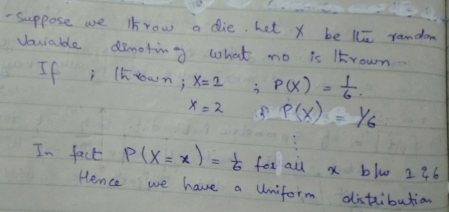 - Suppose we throw a die. Let X be the random
Variable denoting what no is thrown.
If ; thrown ; X=1 ; P(X) = 1/6.
X=2 ; P(X) = 1/6
⋮
In fact P(X=x) = 1/6 for all x b/w 1 & 6
Hence we have a Uniform distribution